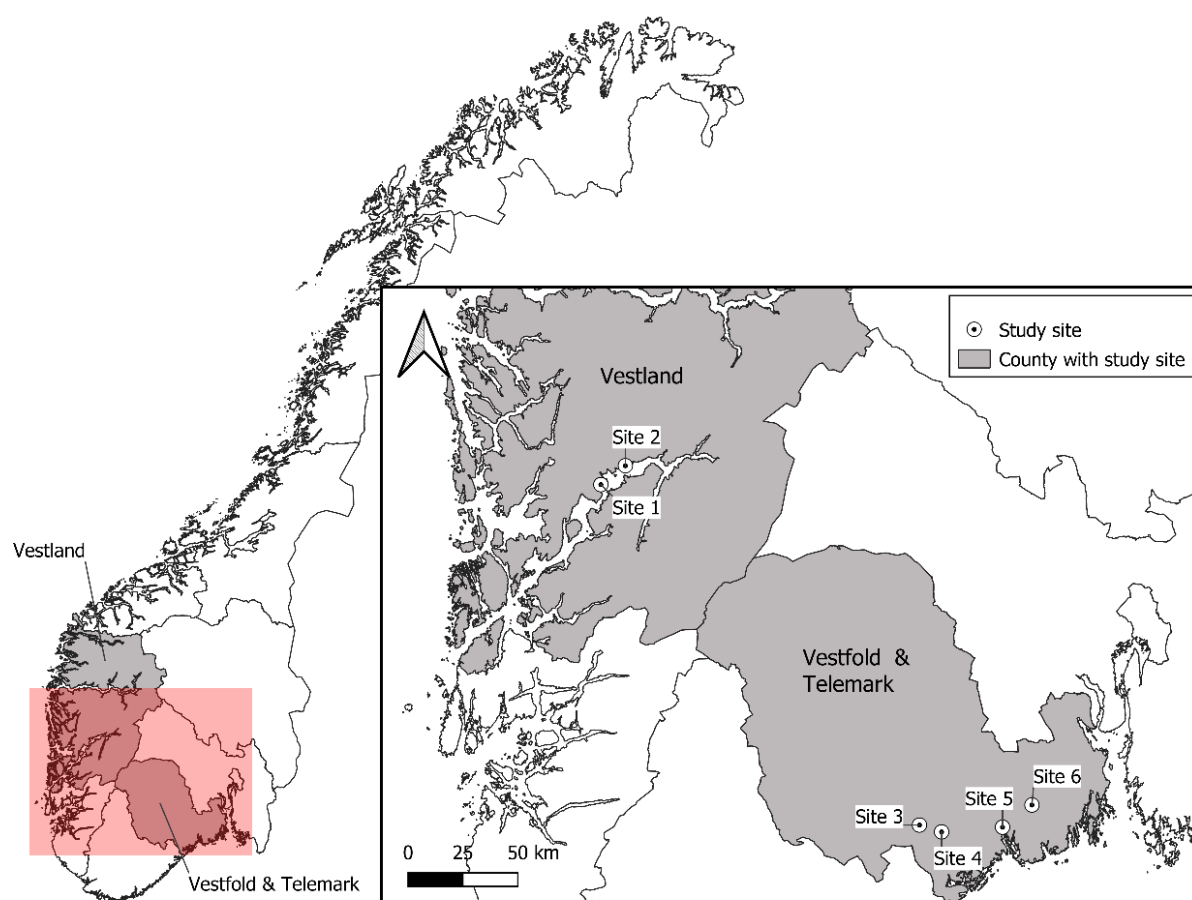 Vestland
Vestfold & Telemark
Study site
County with study site
Vestland
Site 2
Site 1
Vestfold &
Telemark
Site 6
Site 5
Site 3
Site 4
0 25 50 km